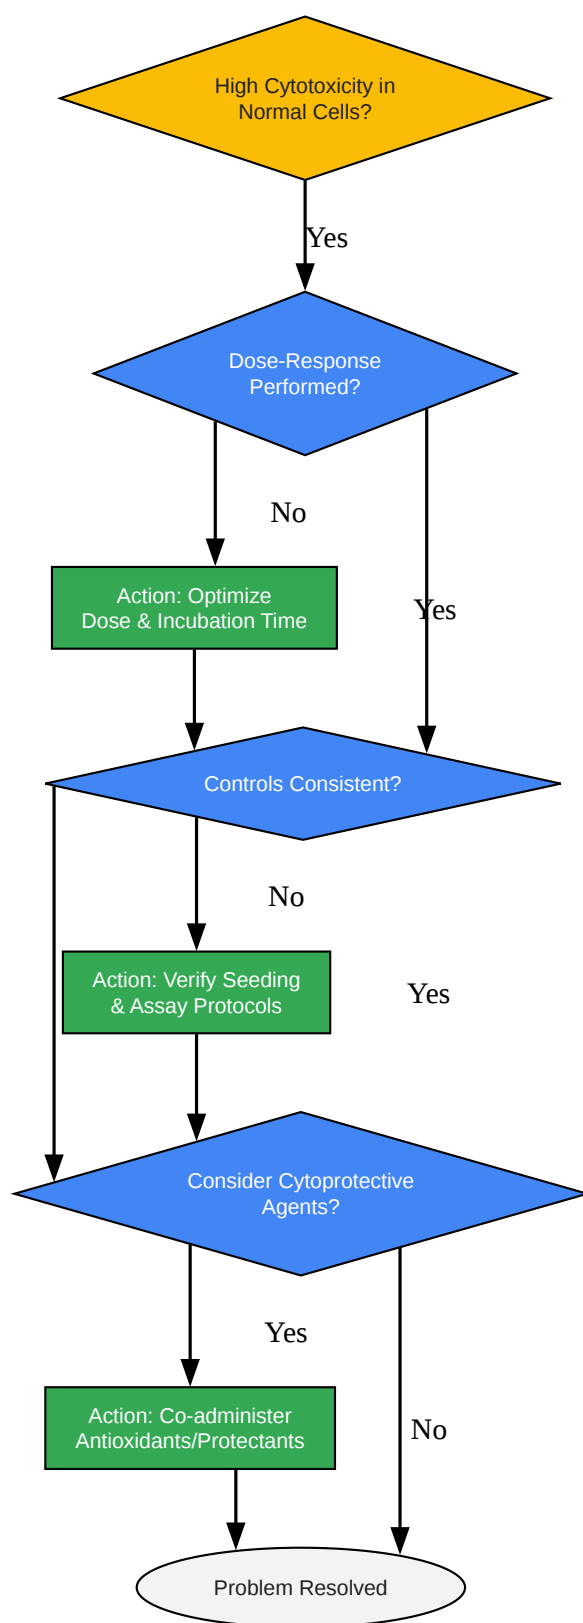 High Cytotoxicity in
Normal Cells?
Yes
Dose-Response
Performed?
No
Action: Optimize
Dose & Incubation Time
Yes
Controls Consistent?
No
Action: Verify Seeding
& Assay Protocols
Yes
Consider Cytoprotective
Agents?
Yes
Action: Co-administer
Antioxidants/Protectants
No
Problem Resolved